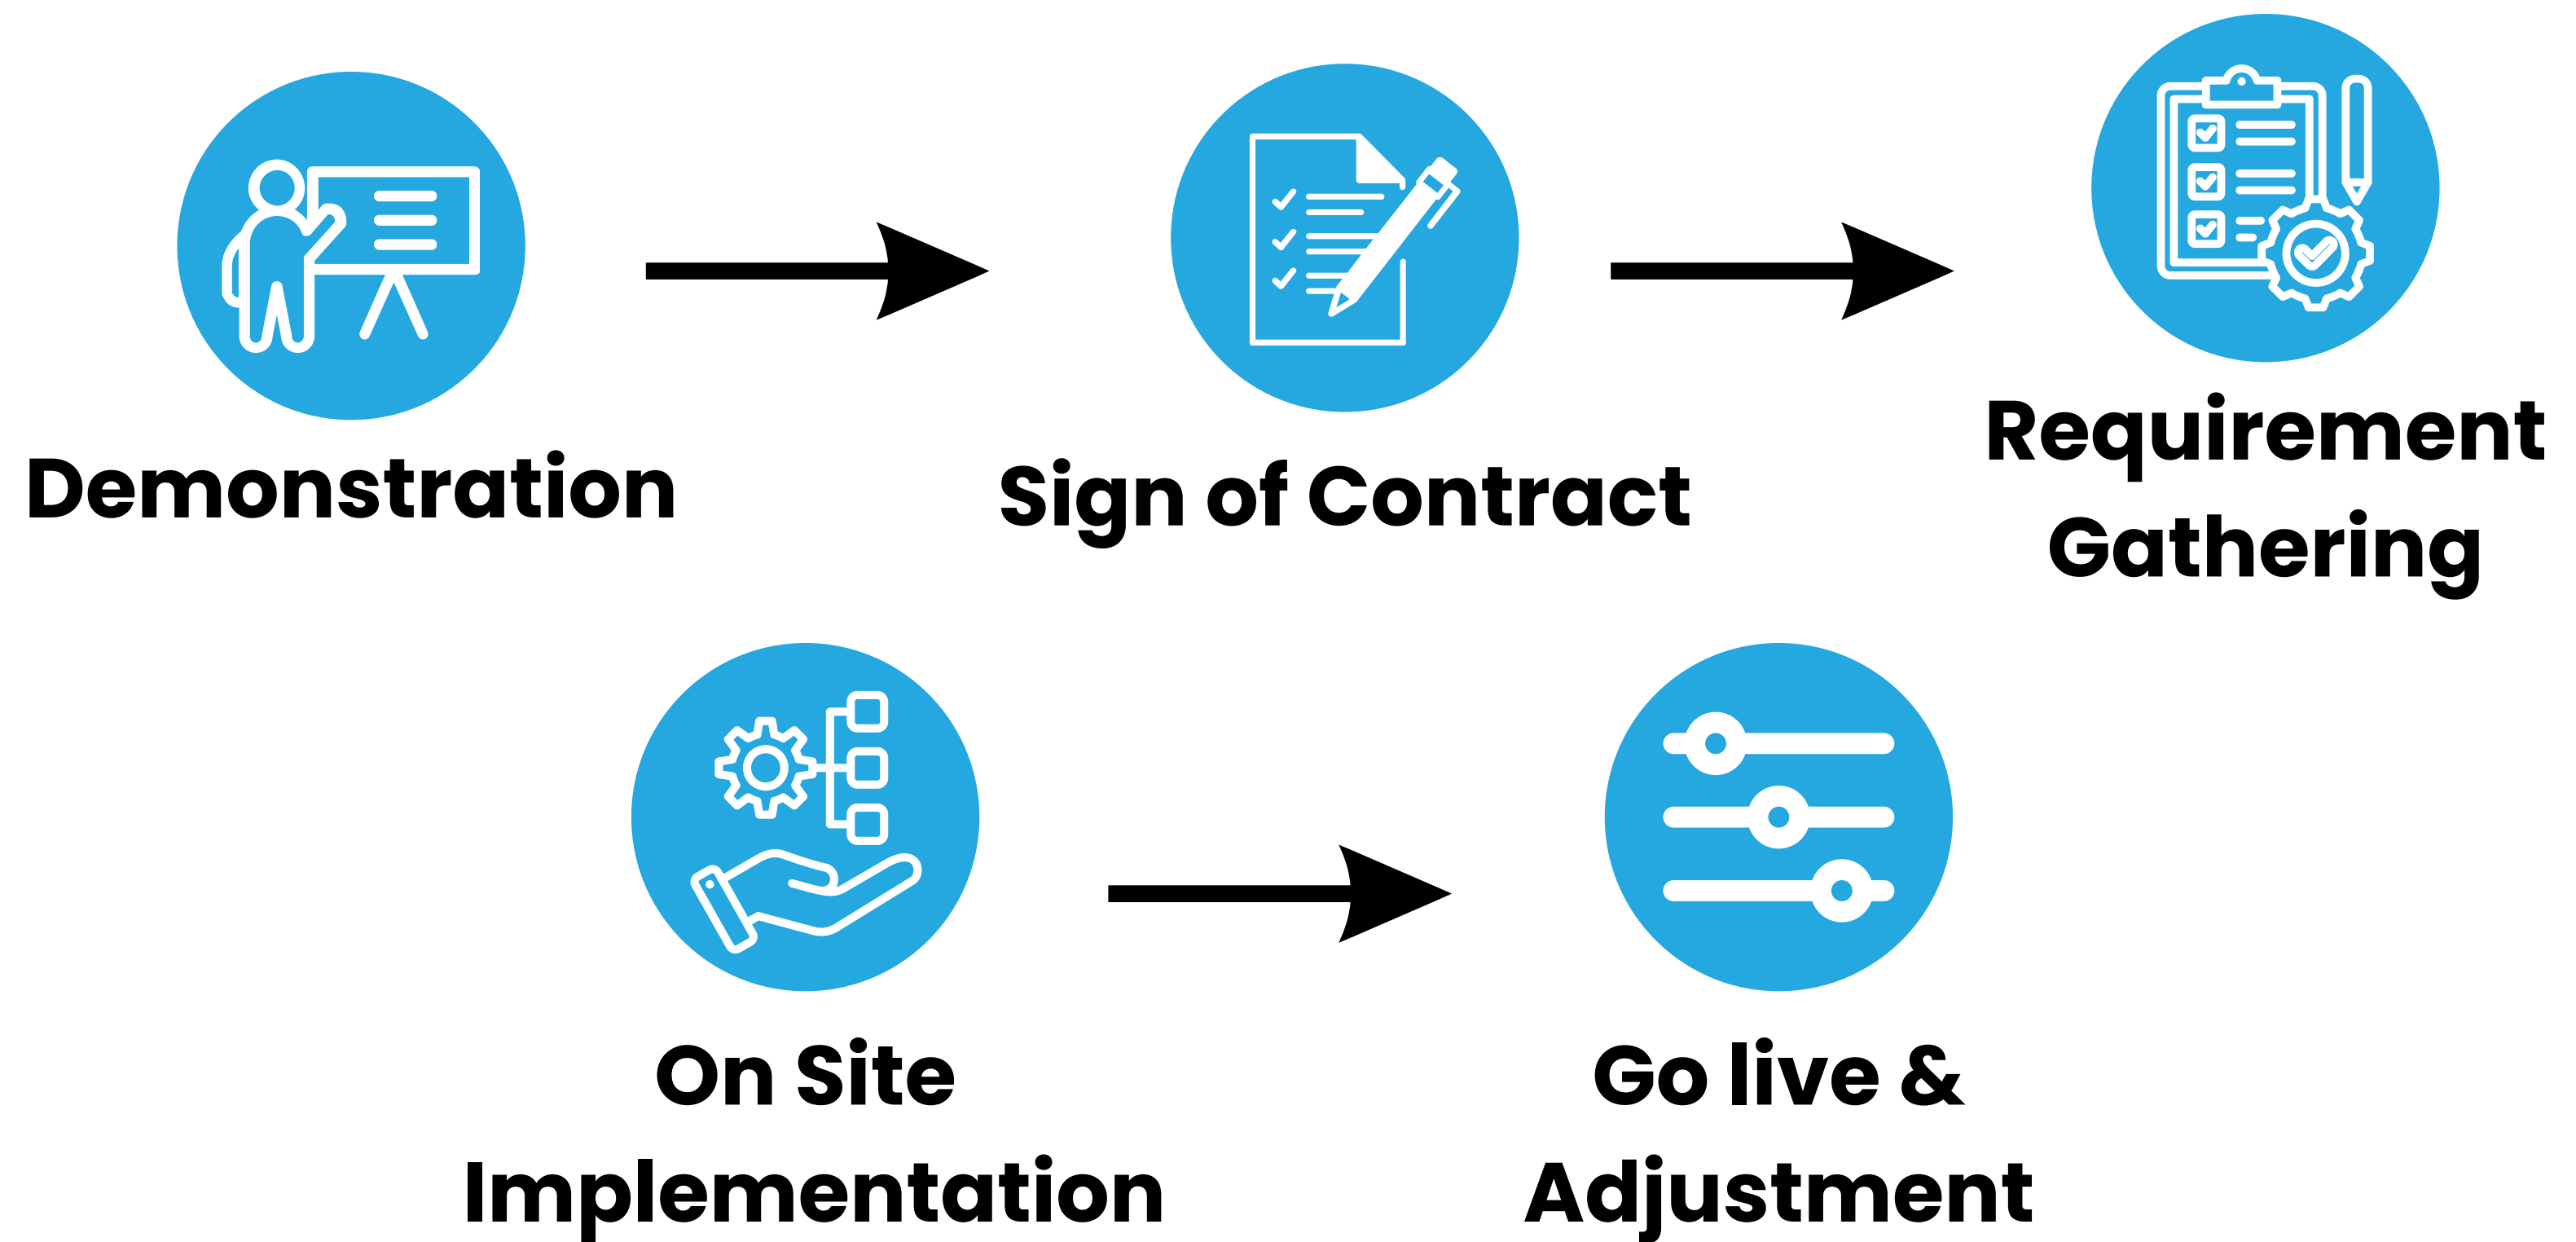 Demonstration
Sign of Contract
Requirement
Gathering
On Site
Implementation
Go live &
Adjustment